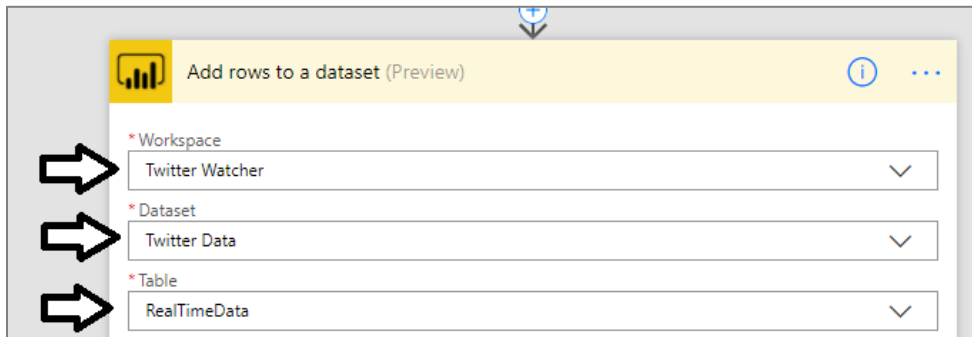 Add rows to a dataset (Preview)
* Workspace
Twitter Watcher
* Dataset
Twitter Data
* Table
RealTimeData